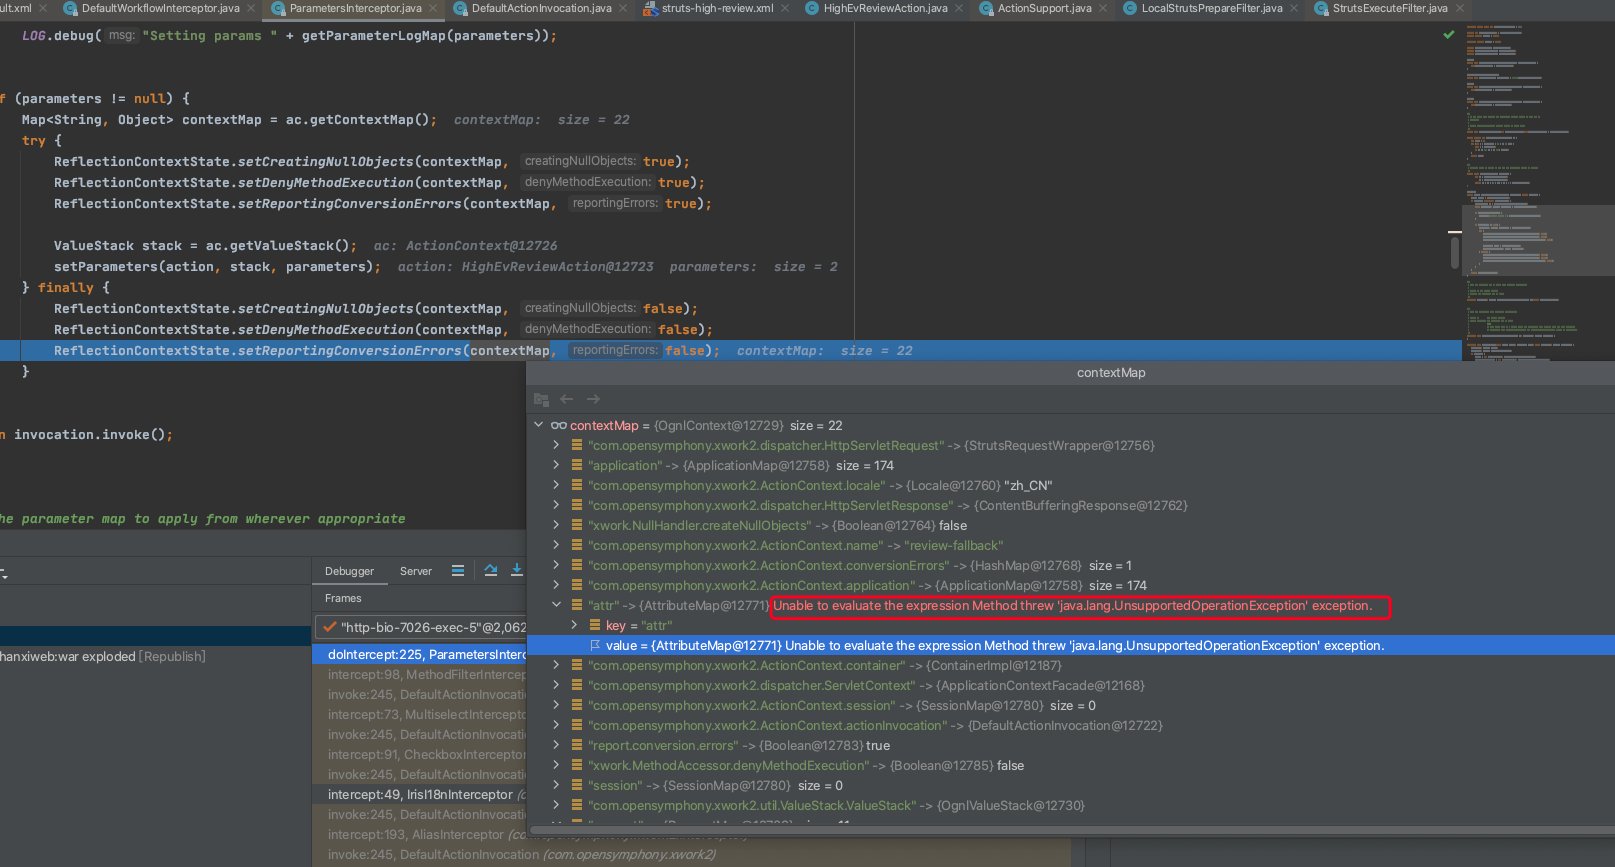 ult.xml DefaultWorkflowInterceptor.java ParametersInterceptor.java DefaultActionInvocation.java struts-high-review.xml HighEvReviewAction.java ActionSupport.java LocalStrutsPrepareFilter.java StrutsExecuteFilter.java
LOG.debug( msg: "Setting params " + getParameterLogMap(parameters));
f (parameters != null) {
Map<String, Object> contextMap = ac.getContextMap(); contextMap: size = 22
try {
ReflectionContextState.setCreatingNullObjects(contextMap, creatingNullObjects: true);
ReflectionContextState.setDenyMethodExecution(contextMap, denyMethodExecution: true);
ReflectionContextState.setReportingConversionErrors(contextMap, reportingErrors: true);
ValueStack stack = ac.getValueStack(); ac: ActionContext@12726
setParameters(action, stack, parameters); action: HighEvReviewAction@12723 parameters: size = 2
} finally {
ReflectionContextState.setCreatingNullObjects(contextMap, creatingNullObjects: false);
ReflectionContextState.setDenyMethodExecution(contextMap, denyMethodExecution: false);
ReflectionContextState.setReportingConversionErrors(contextMap, reportingErrors: false); contextMap: size = 22
}
n invocation.invoke();
he parameter map to apply from wherever appropriate
contextMap
contextMap = {OgnlContext@12729} size = 22
"com.opensymphony.xwork2.dispatcher.HttpServletRequest" -> {StrutsRequestWrapper@12756}
"application" -> {ApplicationMap@12758} size = 174
"com.opensymphony.xwork2.ActionContext.locale" -> {Locale@12760} "zh_CN"
"com.opensymphony.xwork2.dispatcher.HttpServletResponse" -> {ContentBufferingResponse@12762}
"xwork.NullHandler.createNullObjects" -> {Boolean@12764} false
"com.opensymphony.xwork2.ActionContext.name" -> "review-fallback"
"com.opensymphony.xwork2.ActionContext.conversionErrors" -> {HashMap@12768} size = 1
"com.opensymphony.xwork2.ActionContext.application" -> {ApplicationMap@12758} size = 174
"attr" -> {AttributeMap@12771} Unable to evaluate the expression Method threw 'java.lang.UnsupportedOperationException' exception.
key = "attr"
value = {AttributeMap@12771} Unable to evaluate the expression Method threw 'java.lang.UnsupportedOperationException' exception.
"com.opensymphony.xwork2.ActionContext.container" -> {ContainerImpl@12187}
"com.opensymphony.xwork2.dispatcher.ServletContext" -> {ApplicationContextFacade@12168}
"com.opensymphony.xwork2.ActionContext.session" -> {SessionMap@12780} size = 0
"com.opensymphony.xwork2.ActionContext.actionInvocation" -> {DefaultActionInvocation@12722}
"report.conversion.errors" -> {Boolean@12783} true
"xwork.MethodAccessor.denyMethodExecution" -> {Boolean@12785} false
"session" -> {SessionMap@12780} size = 0
"com.opensymphony.xwork2.util.ValueStack.ValueStack" -> {OgnlValueStack@12730}
Debugger Server
Frames
"http-bio-7026-exec-5"@2,062
hanxiweb:war exploded [Republish]
doIntercept:225, ParametersInterc
intercept:98, MethodFilterIntercep
invoke:245, DefaultActionInvocatio
intercept:73, MultiselectIntercepto
invoke:245, DefaultActionInvocatio
intercept:91, CheckboxInterceptor
invoke:245, DefaultActionInvocatio
intercept:49, IrisI18nInterceptor (c
invoke:245, DefaultActionInvocatio
intercept:193, AliasInterceptor
invoke:245, DefaultActionInvocation (com.opensymphony.xwork2)